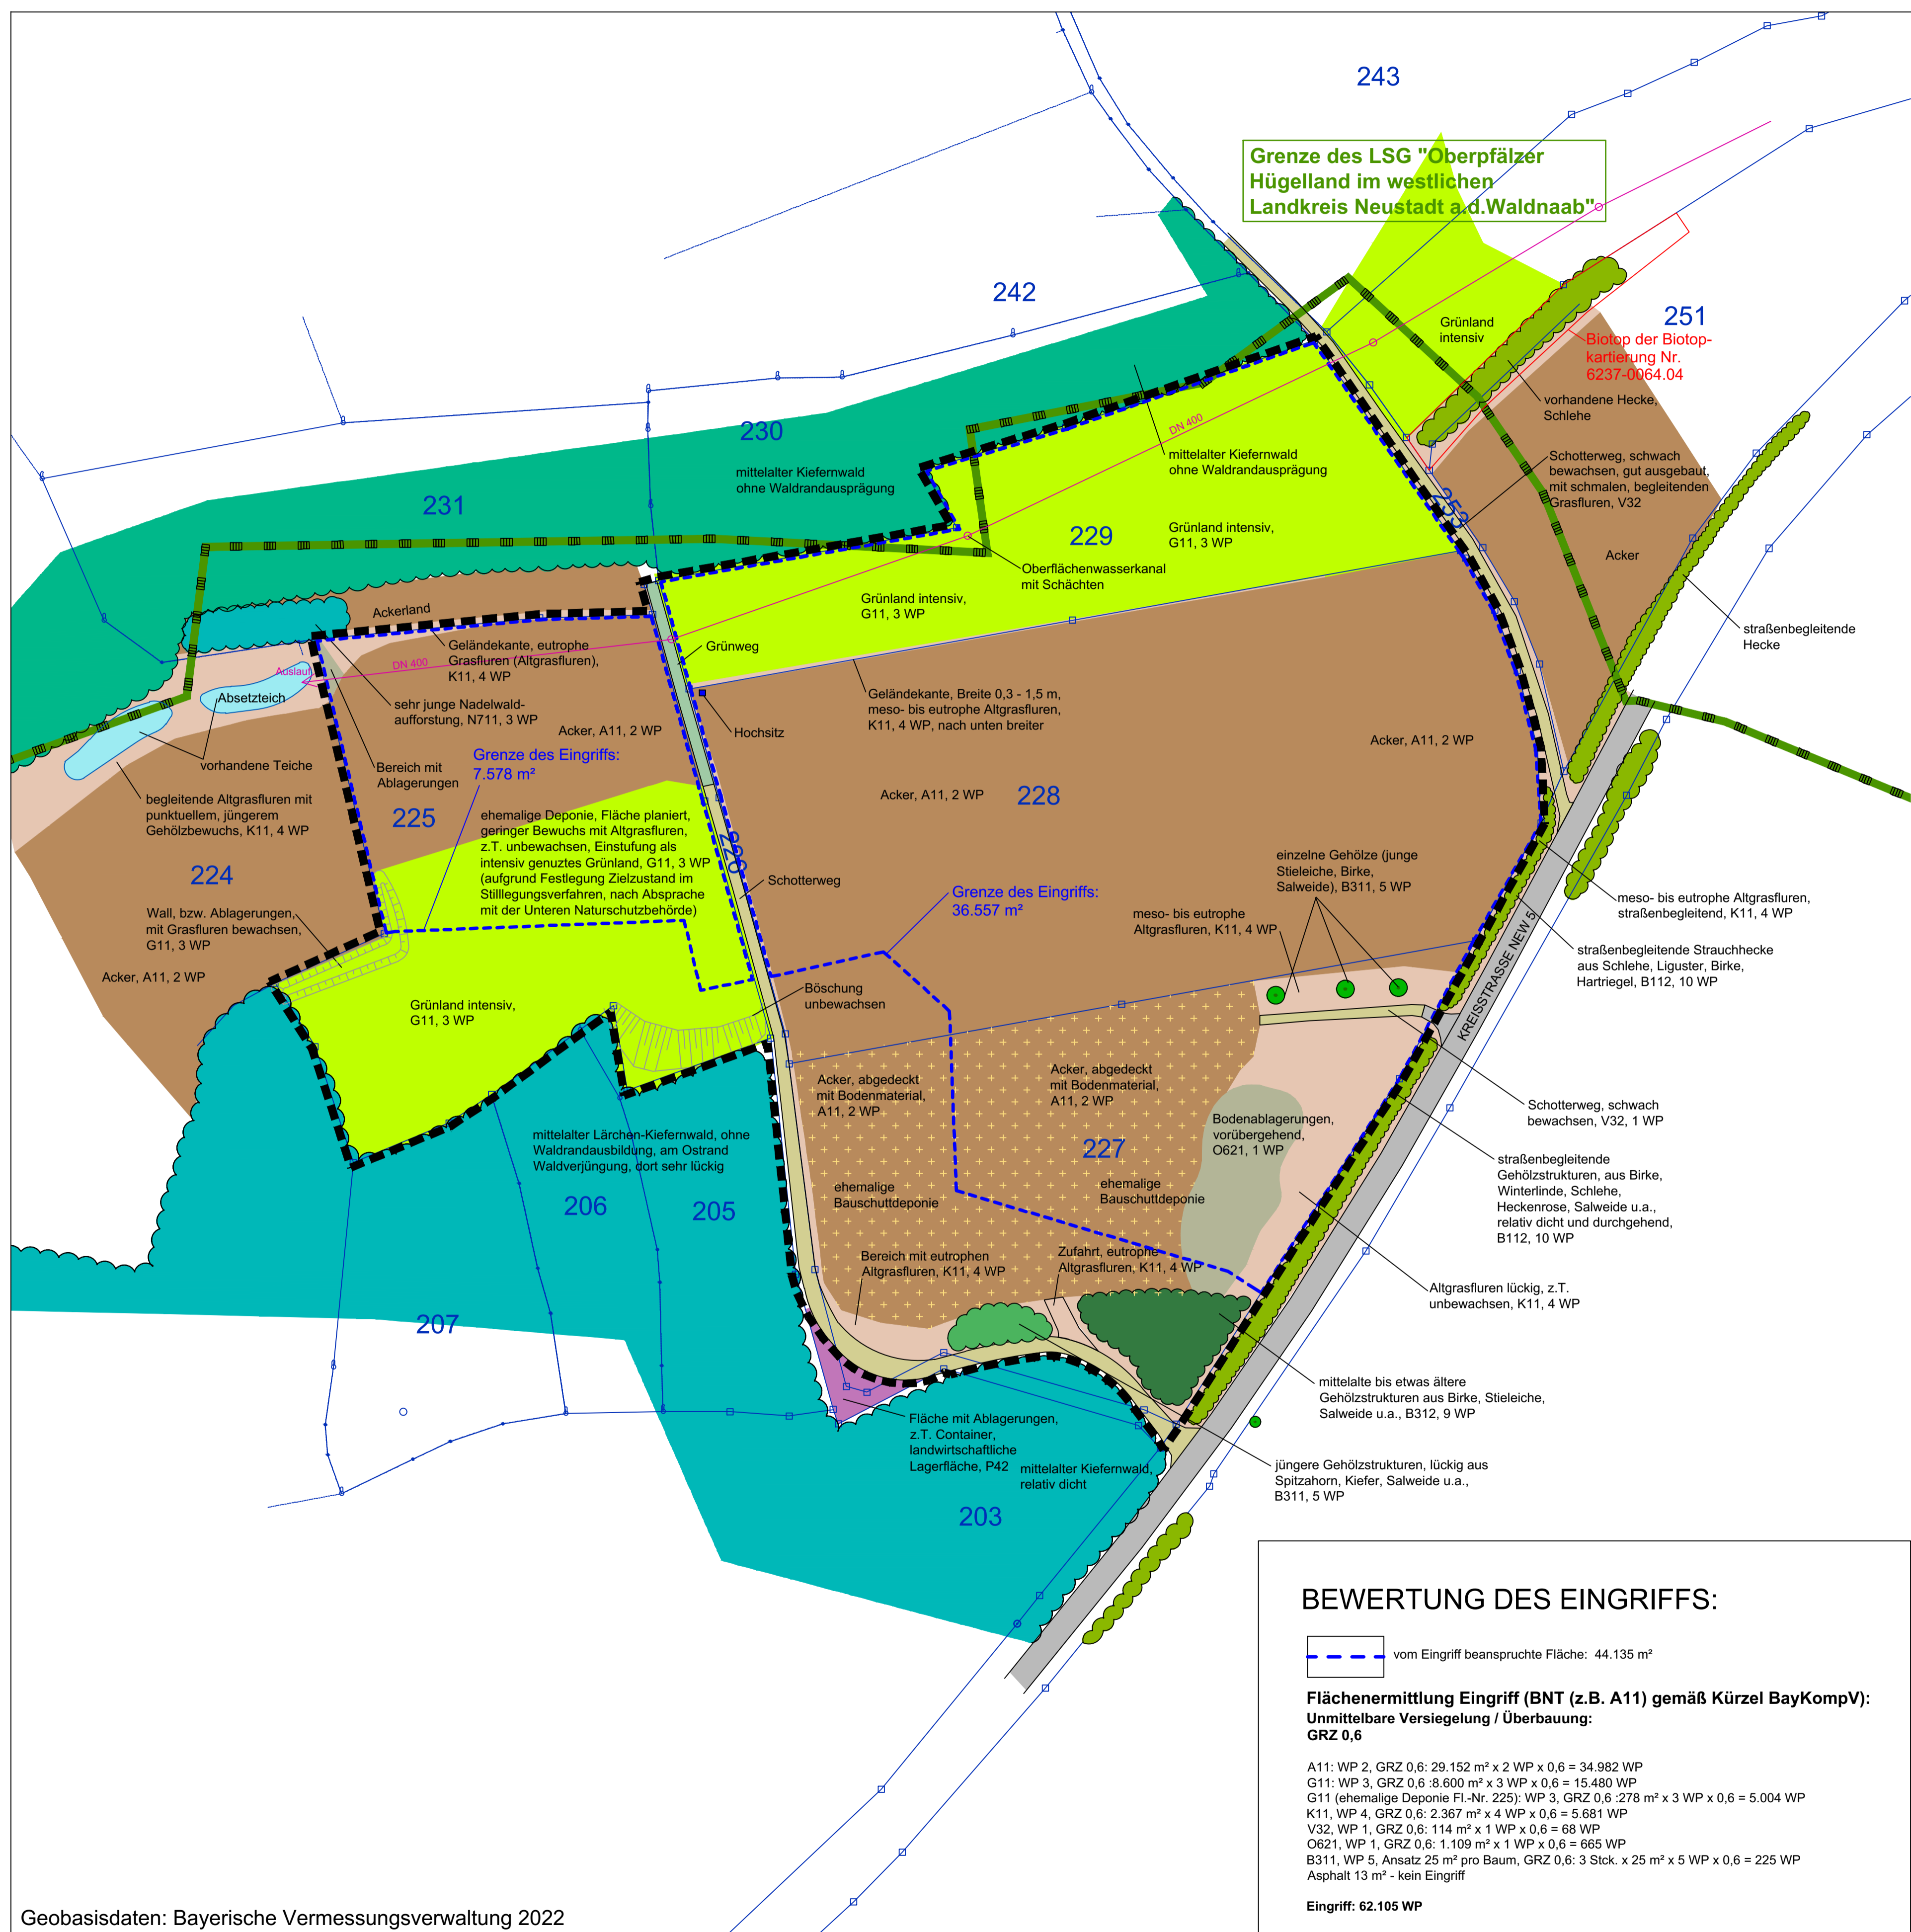 243
Grenze des LSG "Oberpfälzer
Hügelland im westlichen
Landkreis Neustadt a.d.Waldnaab"
242
251
Grünland
intensiv
Biotop der Biotop-
kartierung Nr.
6237-0064.04
vorhandene Hecke,
Schlehe
230
DN 400
mittelalter Kiefernwald
ohne Waldrandausprägung
mittelalter Kiefernwald
ohne Waldrandausprägung
Schotterweg, schwach
bewachsen, gut ausgebaut,
mit schmalen, begleitenden
Grasfluren, V32
231
253
229
Grünland intensiv,
G11, 3 WP
Acker
Oberflächenwasserkanal
mit Schächten
Grünland intensiv,
G11, 3 WP
Ackerland
straßenbegleitende
Hecke
Geländekante, eutrophe
Grasfluren (Altgrasfluren),
K11, 4 WP
Grünweg
DN 400
Auslauf
Absetzteich
sehr junge Nadelwald-
aufforstung, N711, 3 WP
Geländekante, Breite 0,3 - 1,5 m,
meso- bis eutrophe Altgrasfluren,
K11, 4 WP, nach unten breiter
Acker, A11, 2 WP
Hochsitz
Acker, A11, 2 WP
Grenze des Eingriffs:
7.578 m²
vorhandene Teiche
Bereich mit
Ablagerungen
begleitende Altgrasfluren mit
punktuellem, jüngerem
Gehölzbewuchs, K11, 4 WP
225
Acker, A11, 2 WP
228
ehemalige Deponie, Fläche planiert,
geringer Bewuchs mit Altgrasfluren,
z.T. unbewachsen, Einstufung als
intensiv genuztes Grünland, G11, 3 WP
(aufgrund Festlegung Zielzustand im
Stilllegungsverfahren, nach Absprache
mit der Unteren Naturschutzbehörde)
226
224
Schotterweg
einzelne Gehölze (junge
Stieleiche, Birke,
Salweide), B311, 5 WP
Grenze des Eingriffs:
36.557 m²
meso- bis eutrophe Altgrasfluren,
straßenbegleitend, K11, 4 WP
Wall, bzw. Ablagerungen,
mit Grasfluren bewachsen,
G11, 3 WP
meso- bis eutrophe
Altgrasfluren, K11, 4 WP
KREISSTRASSE NEW 5
straßenbegleitende Strauchhecke
aus Schlehe, Liguster, Birke,
Hartriegel, B112, 10 WP
Acker, A11, 2 WP
Böschung
unbewachsen
Grünland intensiv,
G11, 3 WP
Acker, abgedeckt
mit Bodenmaterial,
A11, 2 WP
Acker, abgedeckt
mit Bodenmaterial,
A11, 2 WP
Schotterweg, schwach
bewachsen, V32, 1 WP
Bodenablagerungen,
vorübergehend,
O621, 1 WP
mittelalter Lärchen-Kiefernwald, ohne
Waldrandausbildung, am Ostrand
Waldverjüngung, dort sehr lückig
227
straßenbegleitende
Gehölzstrukturen, aus Birke,
Winterlinde, Schlehe,
Heckenrose, Salweide u.a.,
relativ dicht und durchgehend,
B112, 10 WP
ehemalige
Bauschuttdeponie
ehemalige
Bauschuttdeponie
206
205
Bereich mit eutrophen
Altgrasfluren, K11, 4 WP
Zufahrt, eutrophe
Altgrasfluren, K11, 4 WP
Altgrasfluren lückig, z.T.
unbewachsen, K11, 4 WP
207
mittelalte bis etwas ältere
Gehölzstrukturen aus Birke, Stieleiche,
Salweide u.a., B312, 9 WP
Fläche mit Ablagerungen,
z.T. Container,
landwirtschaftliche
Lagerfläche, P42
mittelalter Kiefernwald,
relativ dicht
jüngere Gehölzstrukturen, lückig aus
Spitzahorn, Kiefer, Salweide u.a.,
B311, 5 WP
203
BEWERTUNG DES EINGRIFFS:
vom Eingriff beanspruchte Fläche: 44.135 m²
Flächenermittlung Eingriff (BNT (z.B. A11) gemäß Kürzel BayKompV):
Unmittelbare Versiegelung / Überbauung:
GRZ 0,6
A11: WP 2, GRZ 0,6: 29.152 m² x 2 WP x 0,6 = 34.982 WP
G11: WP 3, GRZ 0,6 :8.600 m² x 3 WP x 0,6 = 15.480 WP
G11 (ehemalige Deponie Fl.-Nr. 225): WP 3, GRZ 0,6 :278 m² x 3 WP x 0,6 = 5.004 WP
K11, WP 4, GRZ 0,6: 2.367 m² x 4 WP x 0,6 = 5.681 WP
V32, WP 1, GRZ 0,6: 114 m² x 1 WP x 0,6 = 68 WP
O621, WP 1, GRZ 0,6: 1.109 m² x 1 WP x 0,6 = 665 WP
B311, WP 5, Ansatz 25 m² pro Baum, GRZ 0,6: 3 Stck. x 25 m² x 5 WP x 0,6 = 225 WP
Asphalt 13 m² - kein Eingriff
Eingriff: 62.105 WP
Geobasisdaten: Bayerische Vermessungsverwaltung 2022